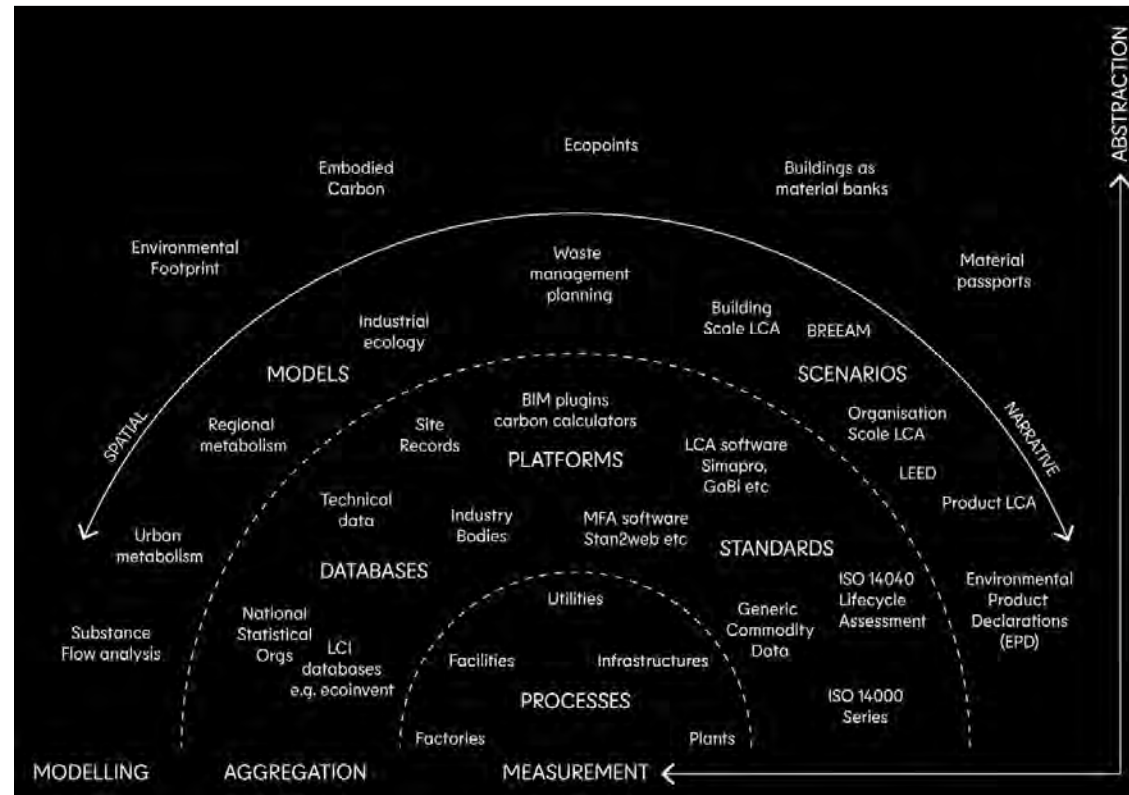 ABSTRACTION
Ecopoints
Embodied
Carbon
Buildings as
material banks
Environmental
Footprint
Waste
management
planning
Material
passports
Industrial
ecology
Building
Scale LCA
BREEAM
MODELS
SCENARIOS
BIM plugins
carbon calculators
Regional
metabolism
Site
Records
Organisation
Scale LCA
SPATIAL
NARRATIVE
PLATFORMS
LCA software
Simapro,
GaBi etc
LEED
Product LCA
Technical
data
Industry
Bodies
MFA software
Stan2web etc
Urban
metabolism
STANDARDS
DATABASES
ISO 14040
Lifecycle
Assessment
Environmental
Product
Declarations
(EPD)
Utilities
National
Statistical
Orgs
Generic
Commodity
Data
Substance
Flow analysis
LCI
databases
e.g. ecoinvent
Facilities
Infrastructures
PROCESSES
ISO 14000
Series
Factories
Plants
MODELLING
AGGREGATION
MEASUREMENT